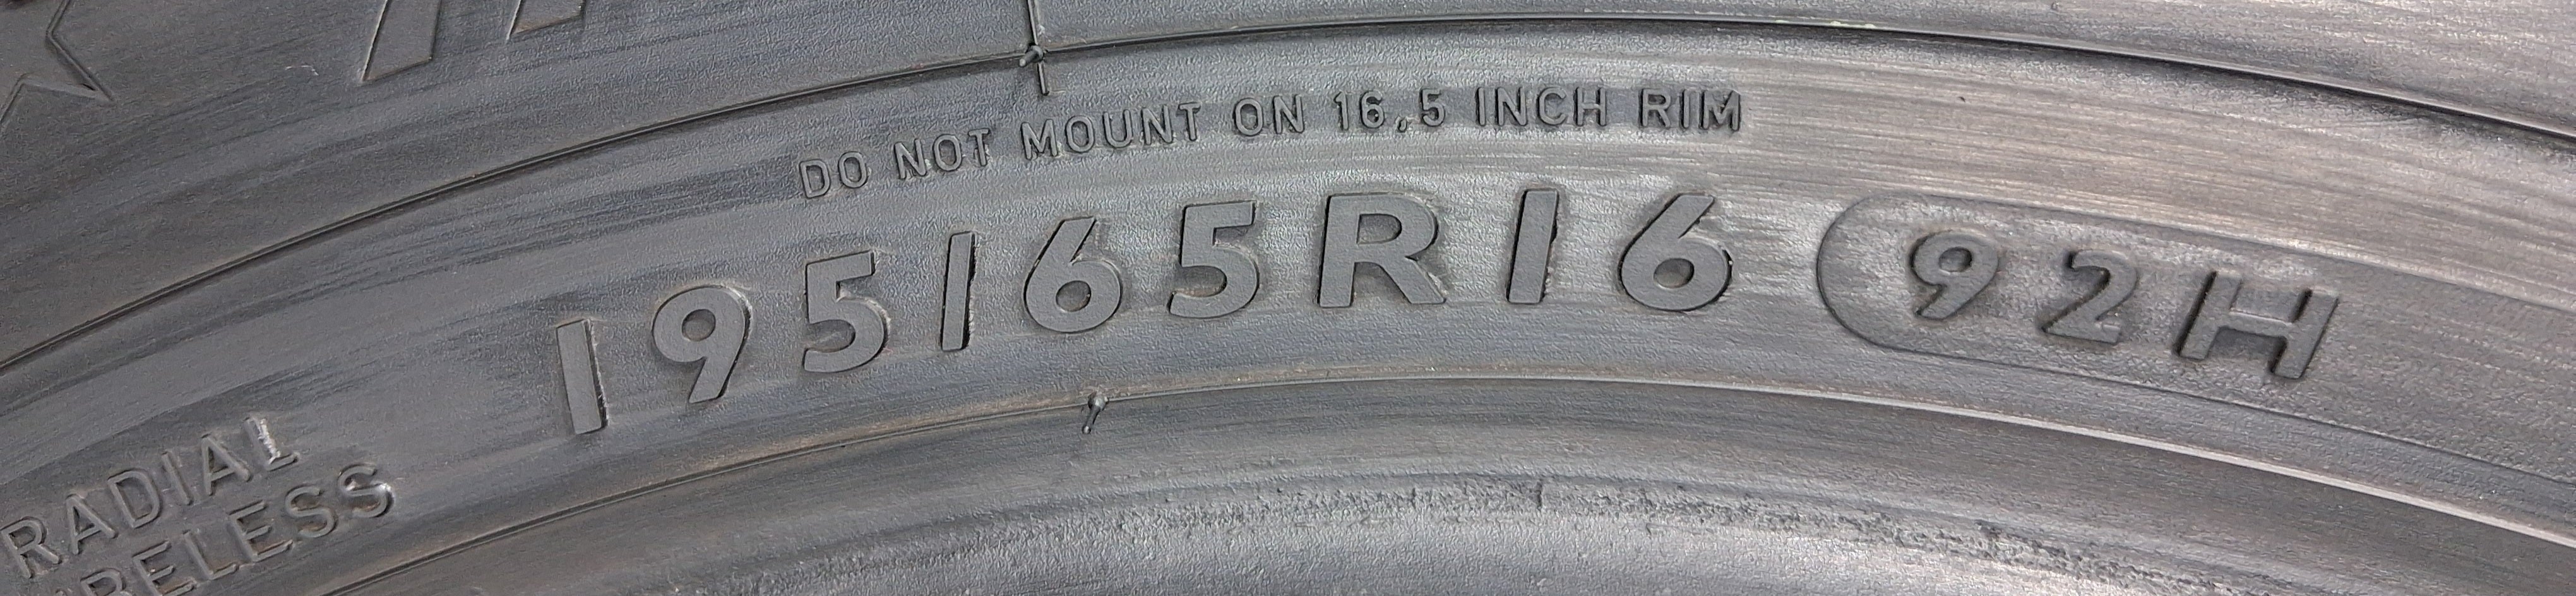 DO NOT MOUNT ON 16,5 INCH RIM
195/65R16 92H
RADIAL